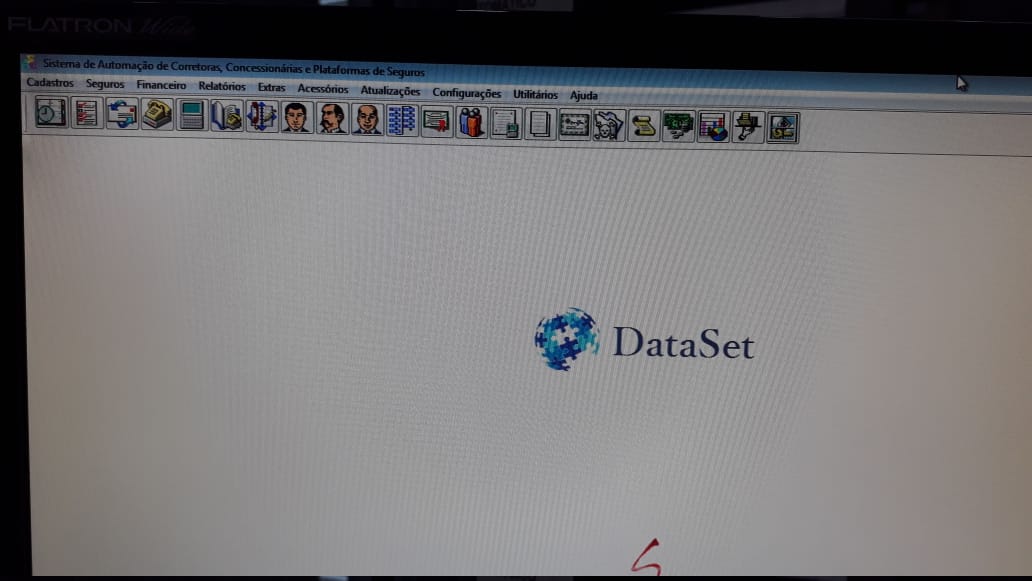 FLATRON Wide
Sistema de Automação de Corretoras, Concessionárias e Plataformas de Seguros
Cadastros Seguros Financeiro Relatórios Extras Acessórios Atualizações Configurações Utilitários Ajuda
DataSet